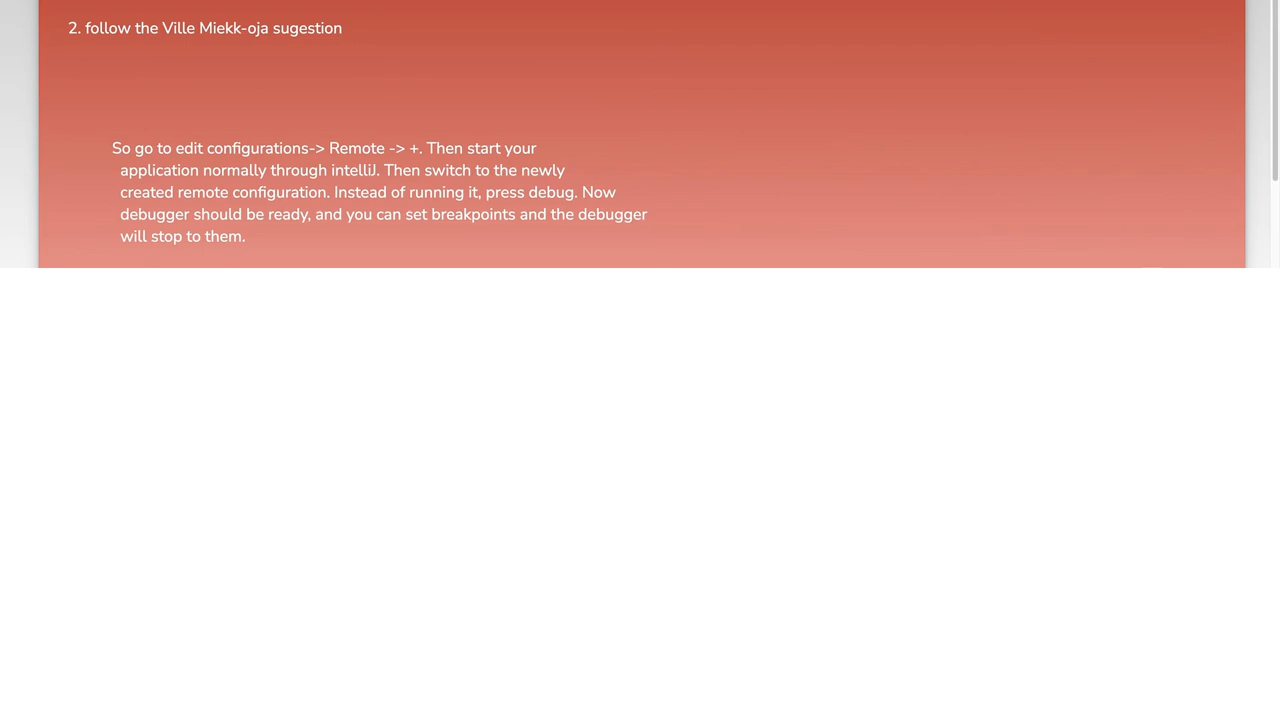 2. follow the Ville Miekk-oja sugestion
So go to edit configurations-> Remote -> +. Then start your
application normally through intelliJ. Then switch to the newly
created remote configuration. Instead of running it, press debug. Now
debugger should be ready, and you can set breakpoints and the debugger
will stop to them.